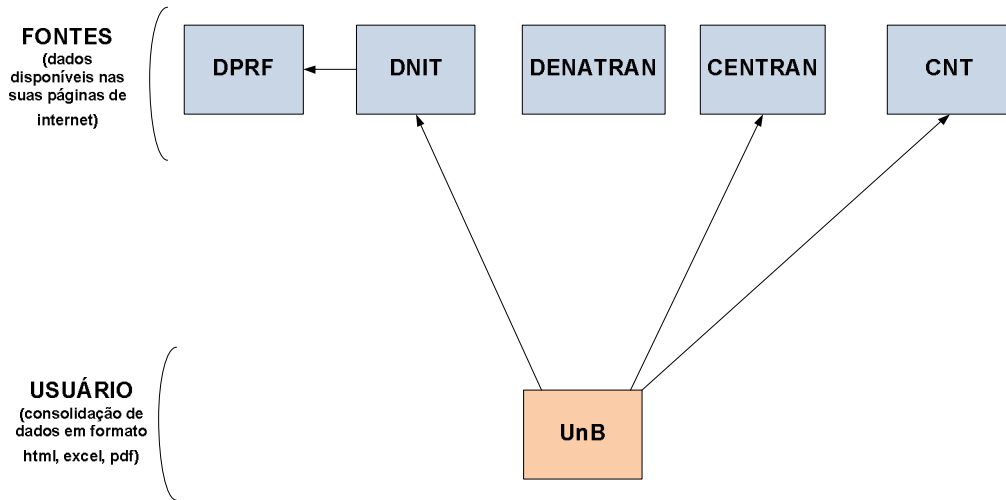 FONTES
(dados
disponíveis nas
suas páginas de
internet)
DPRF
DNIT
DENATRAN
CENTRAN
CNT
USUÁRIO
(consolidação de
dados em formato
html, excel, pdf)
UnB